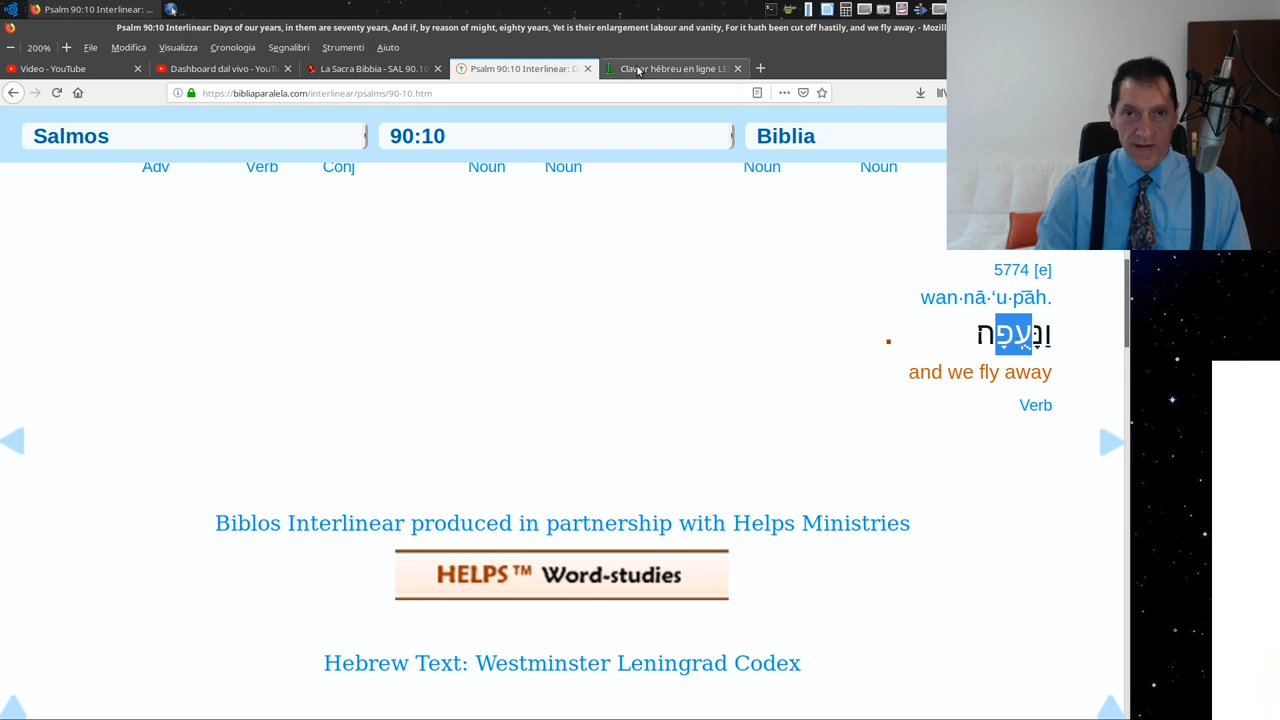 Psalm 90:10 Interlinear: ...
Psalm 90:10 Interlinear: Days of our years, in them are seventy years, And if, by reason of might, eighty years, Yet is their enlargement labour and vanity, For it hath been cut off hastily, and we fly away. - Mozil
200% File Modifica Visualizza Cronologia Segnalibri Strumenti Aiuto
Video - YouTube Dashboard dal vivo - YouTu La Sacra Bibbia - SAL 90.10 Psalm 90:10 Interlinear: D Clavier hébreu en ligne LE
https://bibliaparalela.com/interlinear/psalms/90-10.htm
Salmos 90:10 Biblia
Adv Verb Conj Noun Noun Noun Noun
5774 [e]
wan·nā·‘u·p̄āh.
וַנָּעֻפָה .
and we fly away
Verb
Biblos Interlinear produced in partnership with Helps Ministries
HELPS™ Word-studies
Hebrew Text: Westminster Leningrad Codex